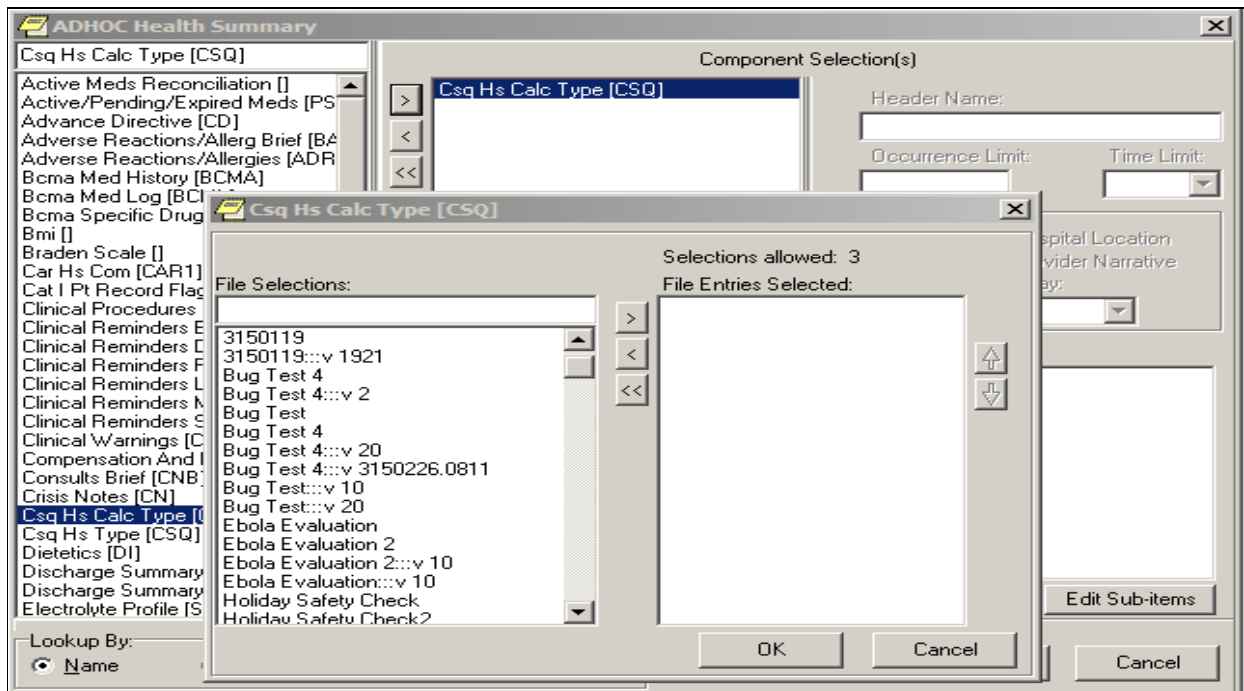 ADHOC Health Summary
Csq Hs Calc Type [CSQ]
Active Meds Reconciliation []
Active/Pending/Expired Meds [PS
Advance Directive [CD]
Adverse Reactions/Allerg Brief [BA
Adverse Reactions/Allergies [ADR
Bcma Med History [BCMA]
Bcma Med Log [BC
Bcma Specific Drug
Bmi []
Braden Scale []
Car Hs Com [CAR1]
Cat I Pt Record Flag
Clinical Procedures
Clinical Reminders
Clinical Reminders
Clinical Reminders
Clinical Reminders
Clinical Reminders
Clinical Reminders
Clinical Warnings [C
Compensation And
Consults Brief [CNB]
Crisis Notes [CN]
Csq Hs Calc Type
Csq Hs Type [CSQ]
Dietetics [DI]
Discharge Summary
Discharge Summary
Electrolyte Profile [S
Lookup By:
Name
Component Selection(s)
>
<
<<
Csq Hs Calc Type [CSQ]
Header Name:
Occurrence Limit: Time Limit:
spital Location
vider Narrative
ay:
Edit Sub-items
Cancel
Csq Hs Calc Type [CSQ]
Selections allowed: 3
File Selections:
File Entries Selected:
3150119
3150119:::v 1921
Bug Test 4
Bug Test 4:::v 2
Bug Test
Bug Test 4
Bug Test 4:::v 20
Bug Test 4:::v 3150226.0811
Bug Test:::v 10
Bug Test:::v 20
Ebola Evaluation
Ebola Evaluation 2
Ebola Evaluation 2:::v 10
Ebola Evaluation:::v 10
Holiday Safety Check
Holiday Safety Check2
>
<
<<
OK
Cancel